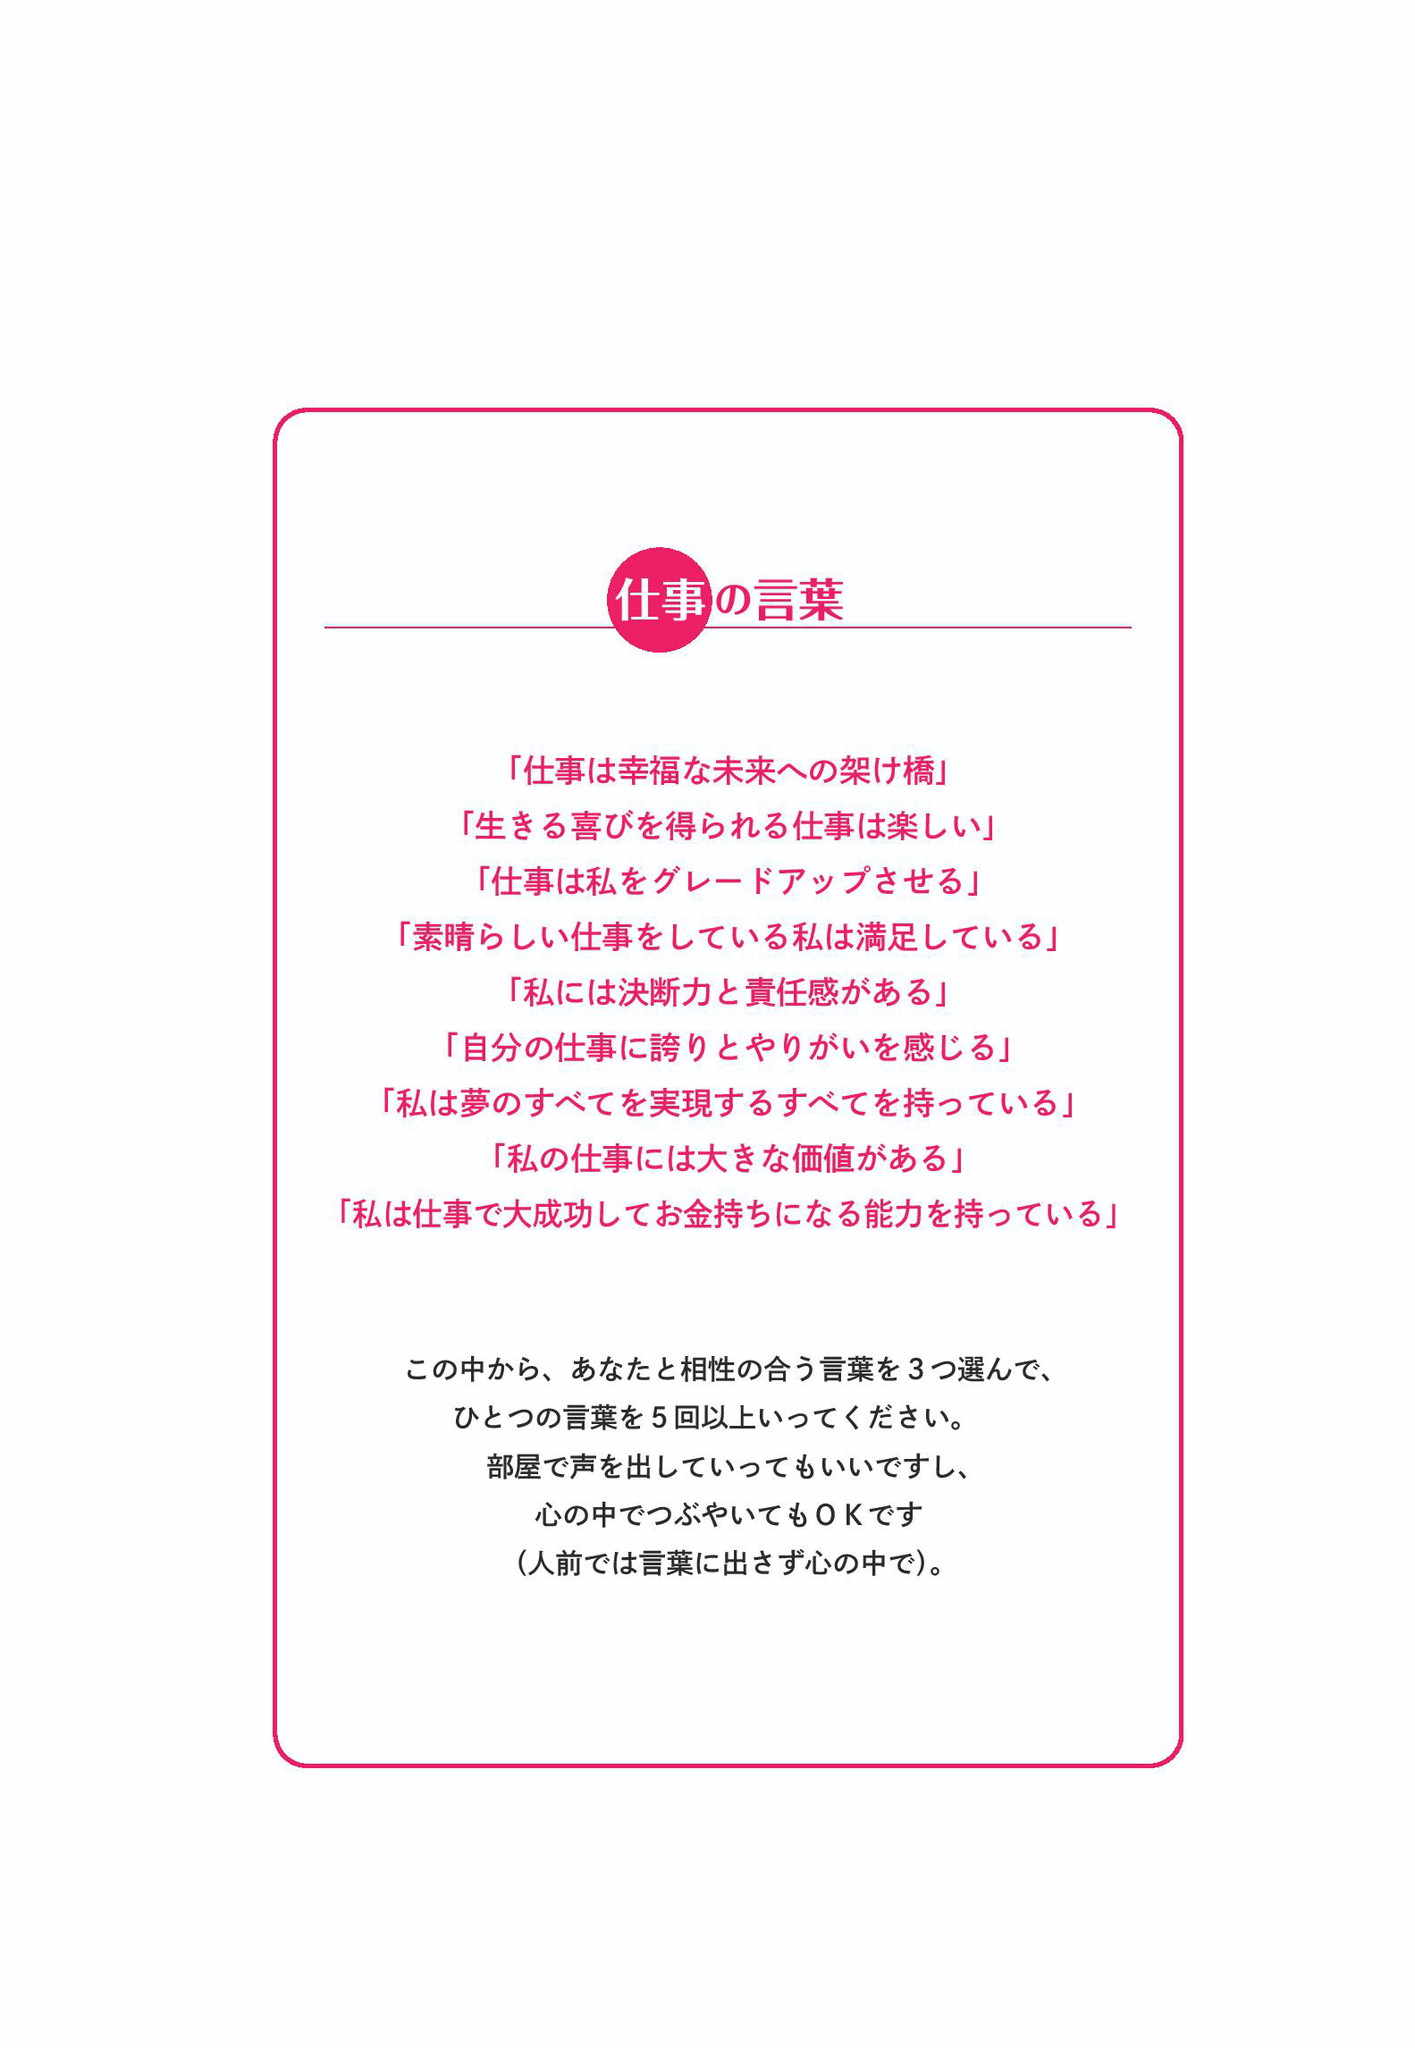 仕事の言葉
「仕事は幸福な未来への架け橋」
「生きる喜びを得られる仕事は楽しい」
「仕事は私をグレードアップさせる」
「素晴らしい仕事をしている私は満足している」
「私には決断力と責任感がある」
「自分の仕事に誇りとやりがいを感じる」
「私は夢のすべてを実現するすべてを持っている」
「私の仕事には大きな価値がある」
「私は仕事で大成功してお金持ちになる能力を持っている」
この中から、あなたと相性の合う言葉を3つ選んで、
ひとつの言葉を5回以上いってください。
部屋で声を出していってもいいですし、
心の中でつぶやいてもOKです
(人前では言葉に出さず心の中で)。